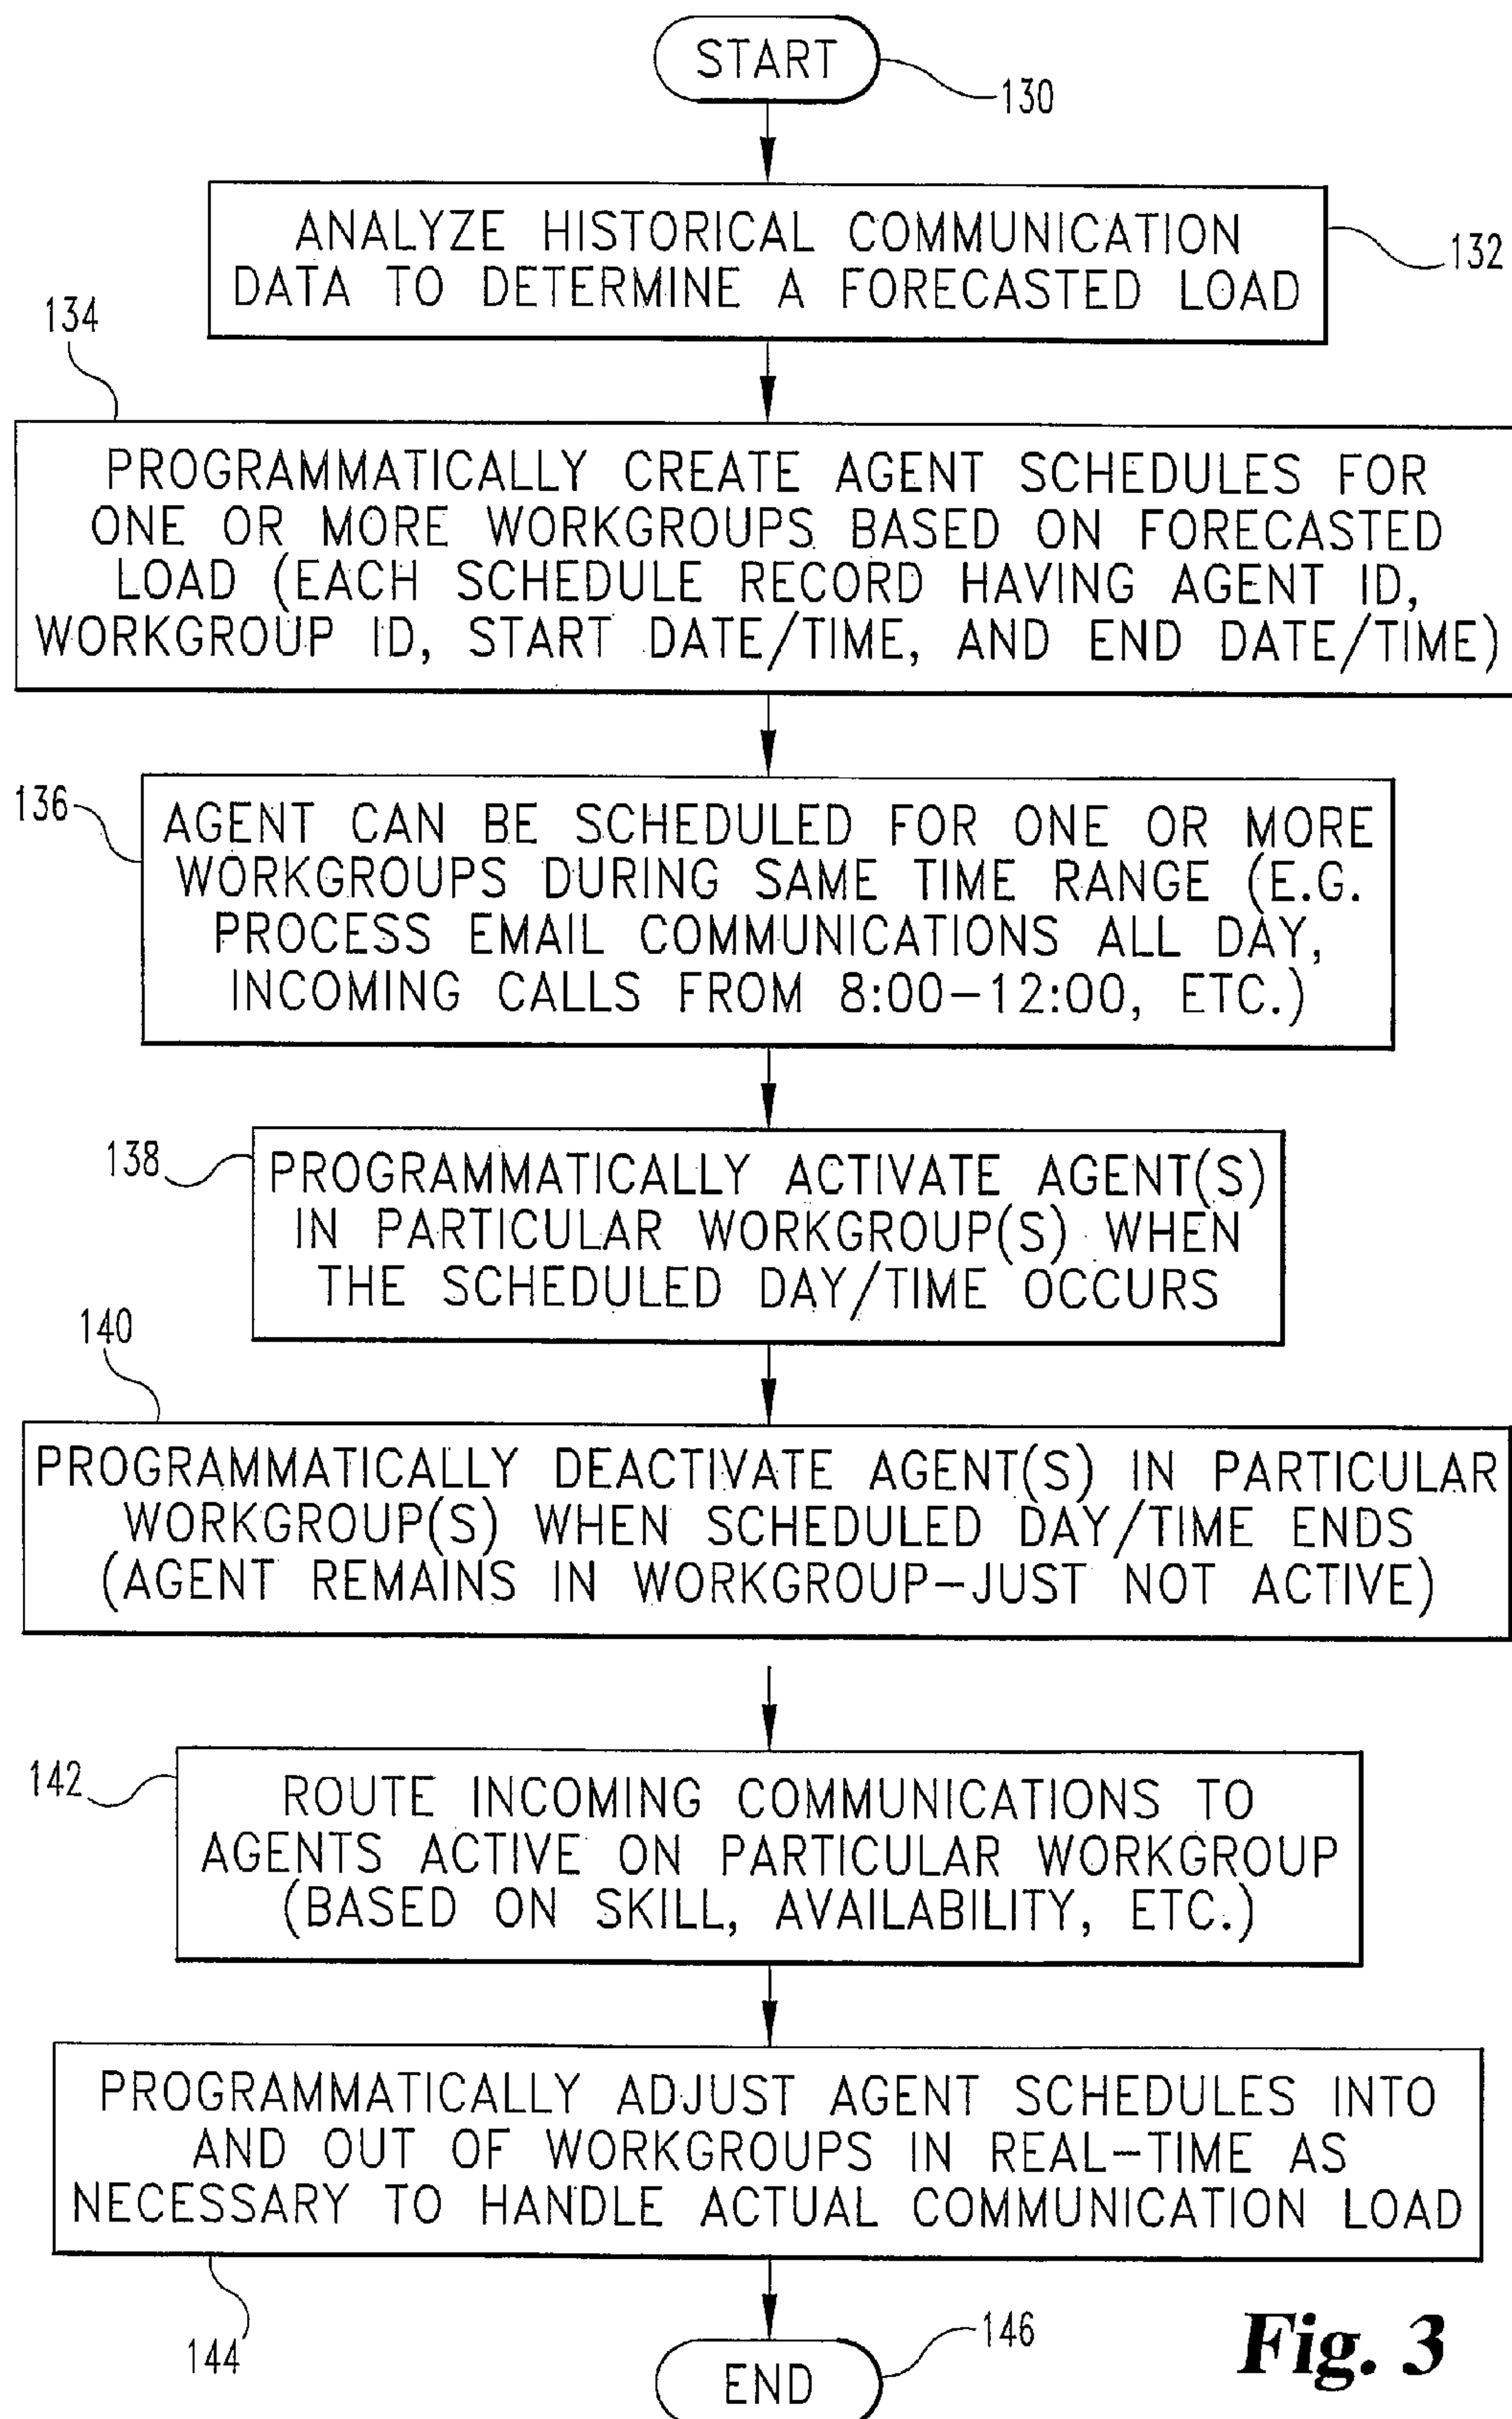 START
130
ANALYZE HISTORICAL COMMUNICATION
DATA TO DETERMINE A FORECASTED LOAD
132
134
PROGRAMMATICALLY CREATE AGENT SCHEDULES FOR
ONE OR MORE WORKGROUPS BASED ON FORECASTED
LOAD (EACH SCHEDULE RECORD HAVING AGENT ID,
WORKGROUP ID, START DATE/TIME, AND END DATE/TIME)
136
AGENT CAN BE SCHEDULED FOR ONE OR MORE
WORKGROUPS DURING SAME TIME RANGE (E.G.
PROCESS EMAIL COMMUNICATIONS ALL DAY,
INCOMING CALLS FROM 8:00-12:00, ETC.)
138
PROGRAMMATICALLY ACTIVATE AGENT(S)
IN PARTICULAR WORKGROUP(S) WHEN
THE SCHEDULED DAY/TIME OCCURS
140
PROGRAMMATICALLY DEACTIVATE AGENT(S) IN PARTICULAR
WORKGROUP(S) WHEN SCHEDULED DAY/TIME ENDS
(AGENT REMAINS IN WORKGROUP-JUST NOT ACTIVE)
142
ROUTE INCOMING COMMUNICATIONS TO
AGENTS ACTIVE ON PARTICULAR WORKGROUP
(BASED ON SKILL, AVAILABILITY, ETC.)
PROGRAMMATICALLY ADJUST AGENT SCHEDULES INTO
AND OUT OF WORKGROUPS IN REAL-TIME AS
NECESSARY TO HANDLE ACTUAL COMMUNICATION LOAD
144
END
146
Fig. 3